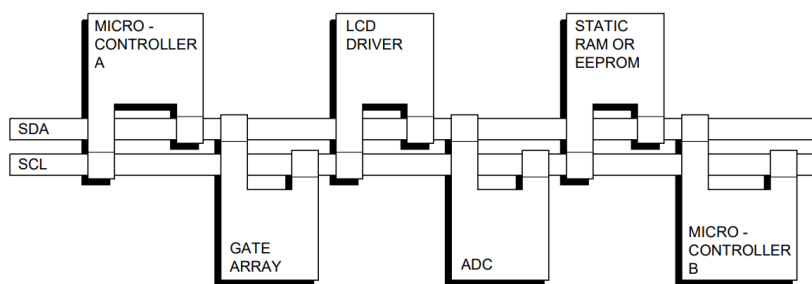 MICRO -
CONTROLLER
A
LCD
DRIVER
STATIC
RAM OR
EEPROM
SDA
SCL
GATE
ARRAY
ADC
MICRO -
CONTROLLER
B